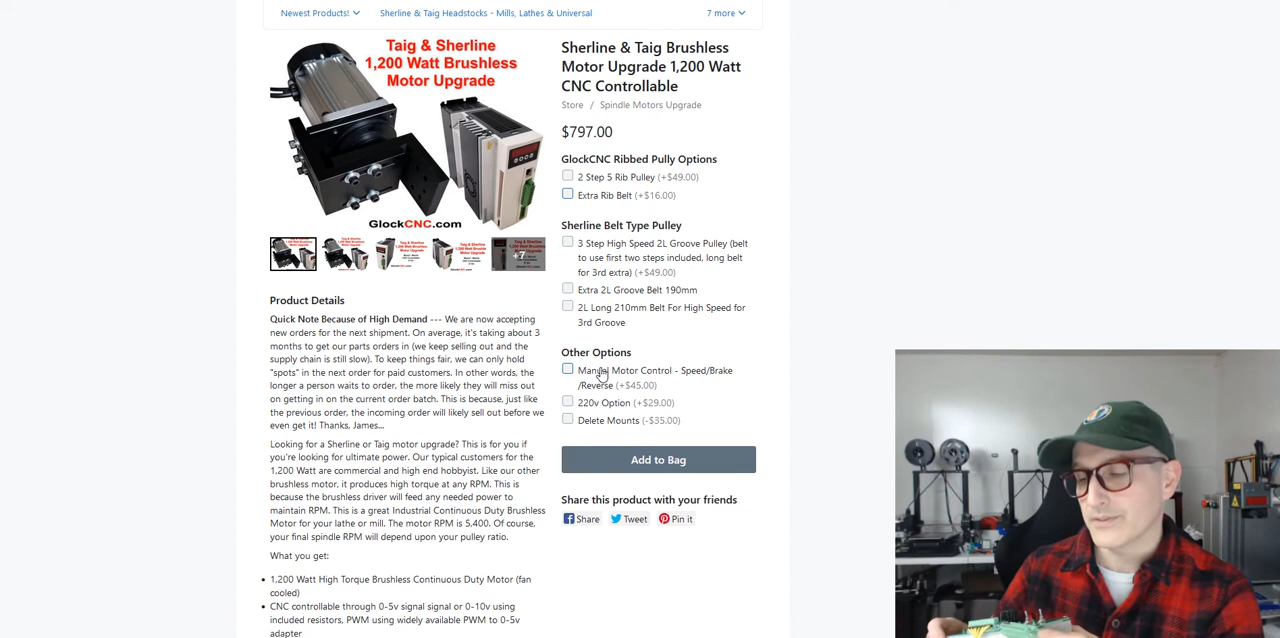 Newest Products!
Sherline & Taig Headstocks - Mills, Lathes & Universal
7 more
Taig & Sherline
1,200 Watt Brushless
Motor Upgrade
GlockCNC.com
Sherline & Taig Brushless
Motor Upgrade 1,200 Watt
CNC Controllable
Store / Spindle Motors Upgrade
$797.00
GlockCNC Ribbed Pully Options
2 Step 5 Rib Pulley (+$49.00)
Extra Rib Belt (+$16.00)
Sherline Belt Type Pulley
3 Step High Speed 2L Groove Pulley (belt
to use first two steps included, long belt
for 3rd extra) (+$49.00)
Extra 2L Groove Belt 190mm
2L Long 210mm Belt For High Speed for
3rd Groove
Other Options
Manual Motor Control - Speed/Brake
/Reverse (+$45.00)
220v Option (+$29.00)
Delete Mounts (-$35.00)
Add to Bag
Share this product with your friends
Share
Tweet
Pin it
Product Details
Quick Note Because of High Demand --- We are now accepting
new orders for the next shipment. On average, it's taking about 3
months to get our parts orders in (we keep selling out and the
supply chain is still slow). To keep things fair, we can only hold
"spots" in the next order for paid customers. In other words, the
longer a person waits to order, the more likely they will miss out
on getting in on the current order batch. This is because, just like
the previous order, the incoming order will likely sell out before we
even get it! Thanks, James...
Looking for a Sherline or Taig motor upgrade? This is for you if
you're looking for ultimate power. Our typical customers for the
1,200 Watt are commercial and high end hobbyist. Like our other
brushless motor, it produces high torque at any RPM. This is
because the brushless driver will feed any needed power to
maintain RPM. This is a great Industrial Continuous Duty Brushless
Motor for your lathe or mill. The motor RPM is 5,400. Of course,
your final spindle RPM will depend upon your pulley ratio.
What you get:
1,200 Watt High Torque Brushless Continuous Duty Motor (fan
cooled)
CNC controllable through 0-5v signal signal or 0-10v using
included resistors, PWM using widely available PWM to 0-5v
adapter